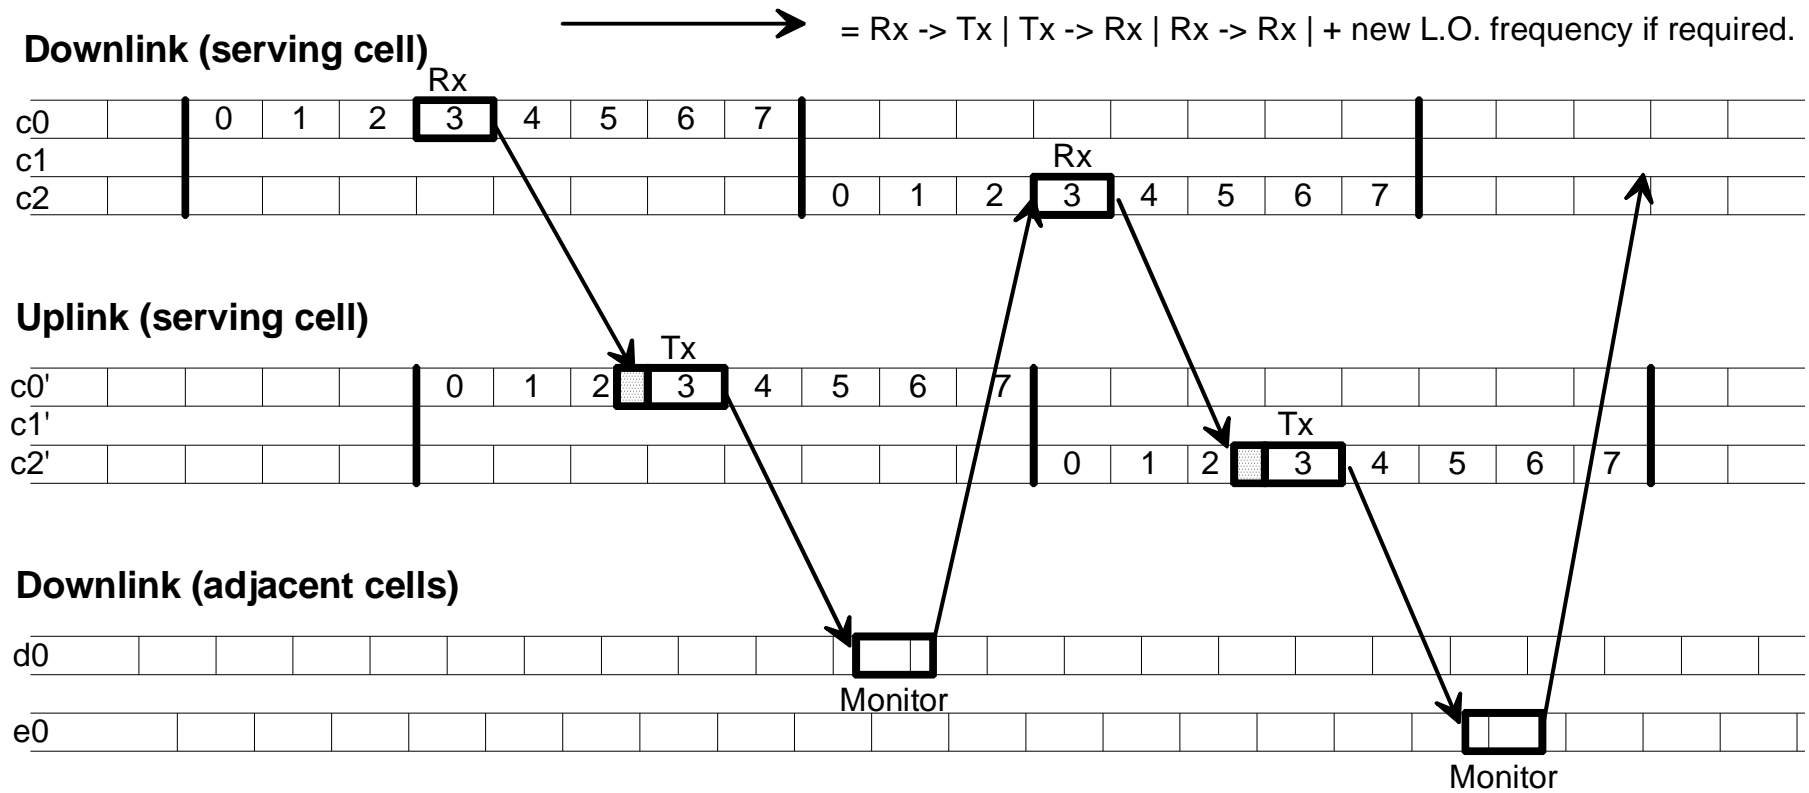 = Rx -> Tx | Tx -> Rx | Rx -> Rx | + new L.O. frequency if required.
Downlink (serving cell)
Rx
c0 0 1 2 3 4 5 6 7
c1 Rx
c2 0 1 2 3 4 5 6 7
Uplink (serving cell)
Tx
c0' 0 1 2 3 4 5 6 7
c1' Tx
c2' 0 1 2 3 4 5 6 7
Downlink (adjacent cells)
d0
Monitor
e0
Monitor